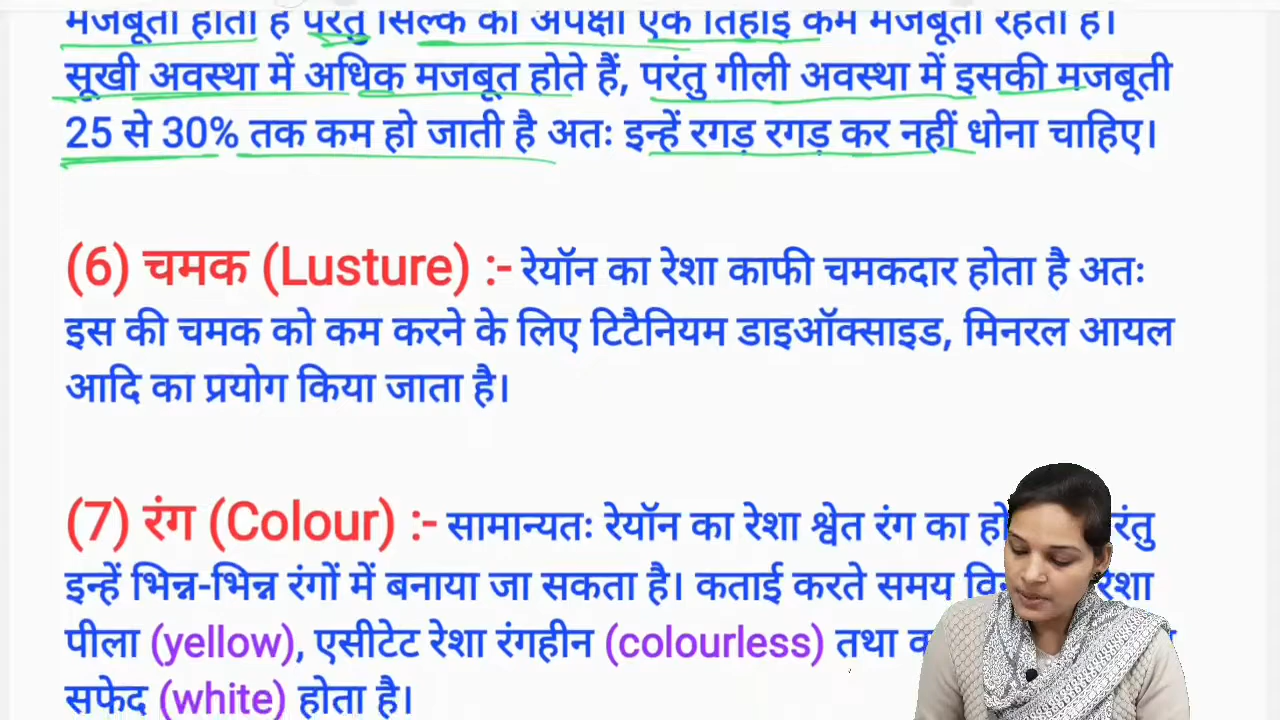 मजबूती होती है परंतु सिल्क की अपेक्षा एक तिहाई कम मजबूती रहती है।
सूखी अवस्था में अधिक मजबूत होते हैं, परंतु गीली अवस्था में इसकी मजबूती
25 से 30% तक कम हो जाती है अतः इन्हें रगड़ रगड़ कर नहीं धोना चाहिए।
(6) चमक (Lusture) :- रेयॉन का रेशा काफी चमकदार होता है अतः
इस की चमक को कम करने के लिए टिटैनियम डाइऑक्साइड, मिनरल आयल
आदि का प्रयोग किया जाता है।
(7) रंग (Colour) :- सामान्यतः रेयॉन का रेशा श्वेत रंग का
इन्हें भिन्न-भिन्न रंगों में बनाया जा सकता है। कताई करते समय
पीला (yellow), एसीटेट रेशा रंगहीन (colourless) तथा
सफेद (white) होता है।